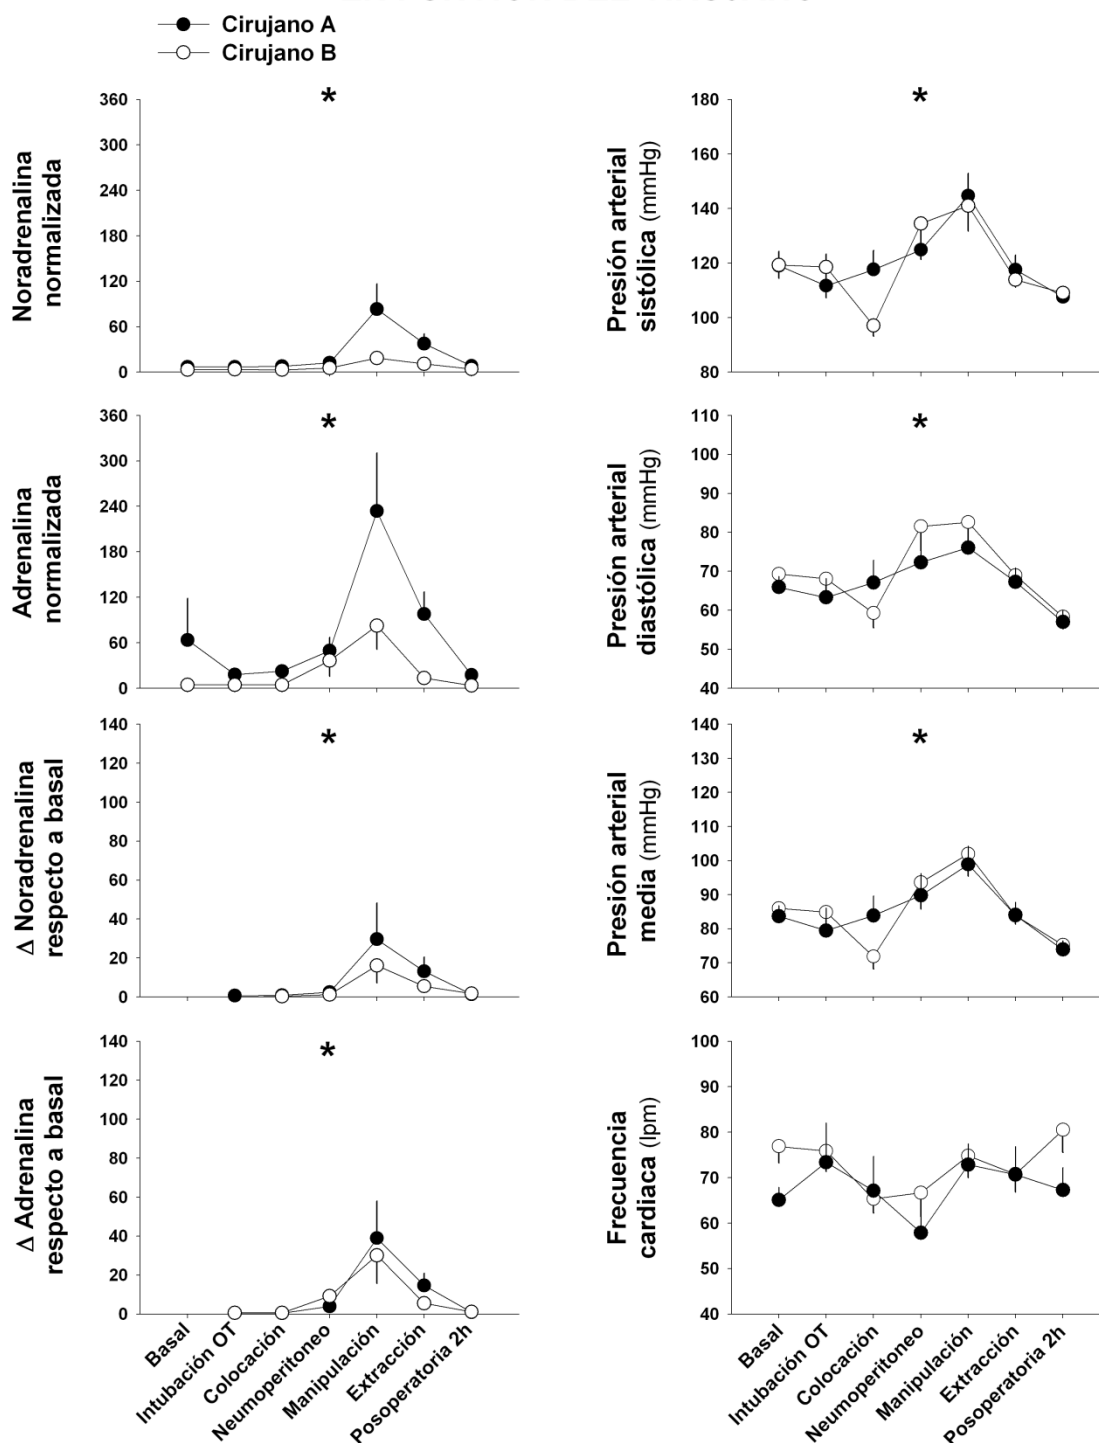 Cirujano A
Cirujano B
*
360
300
240
180
120
60
0
Noradrenalina
normalizada
*
180
160
140
120
100
80
Presión arterial
sistólica (mmHg)
*
360
300
240
180
120
60
0
Adrenalina
normalizada
*
110
100
90
80
70
60
50
40
Presión arterial
diastólica (mmHg)
*
140
120
100
80
60
40
20
0
Δ Noradrenalina
respecto a basal
*
140
130
120
110
100
90
80
70
60
Presión arterial
media (mmHg)
*
140
120
100
80
60
40
20
0
Δ Adrenalina
respecto a basal
Basal
Intubación OT
Colocación
Neumoperitoneo
Manipulación
Extracción
Posoperatoria 2h
100
90
80
70
60
50
40
Frecuencia
cardiaca (lpm)
Basal
Intubación OT
Colocación
Neumoperitoneo
Manipulación
Extracción
Posoperatoria 2h